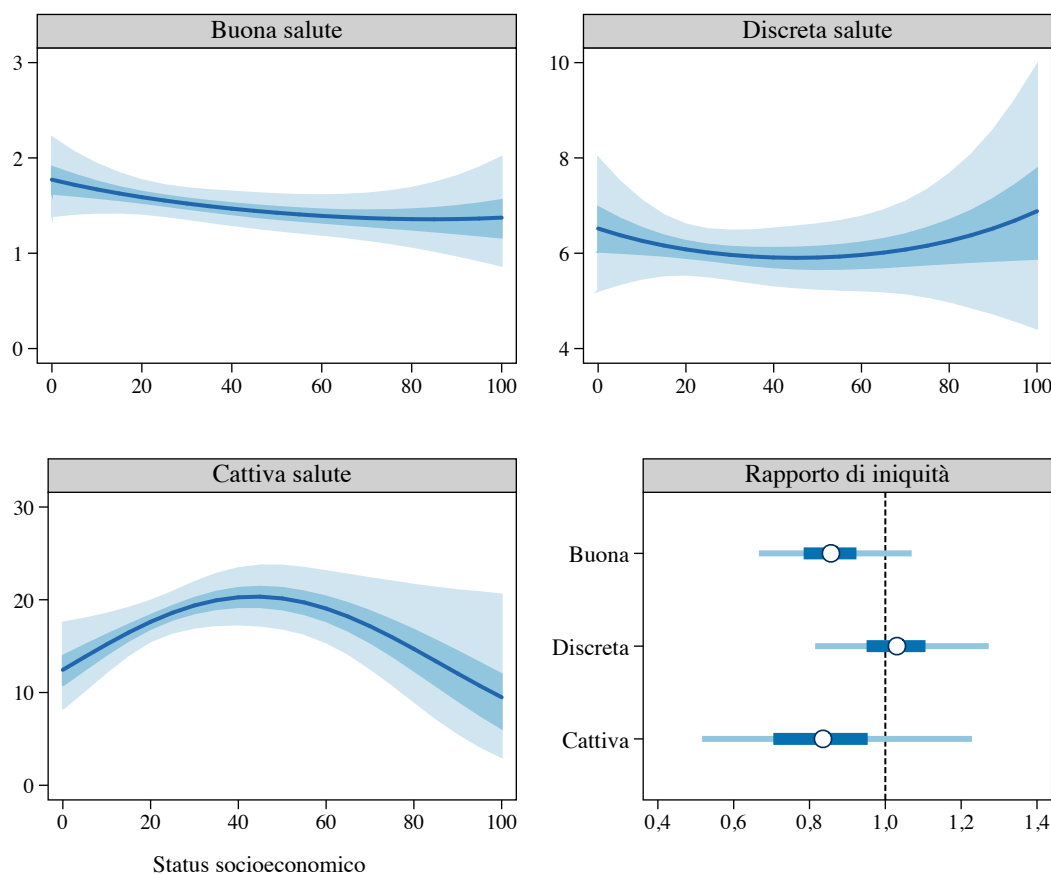 Buona salute
3
2
1
0
0 20 40 60 80 100
Discreta salute
10
8
6
4
0 20 40 60 80 100
Cattiva salute
30
20
10
0
0 20 40 60 80 100
Status socioeconomico
Rapporto di iniquità
Buona
Discreta
Cattiva
0,4 0,6 0,8 1,0 1,2 1,4